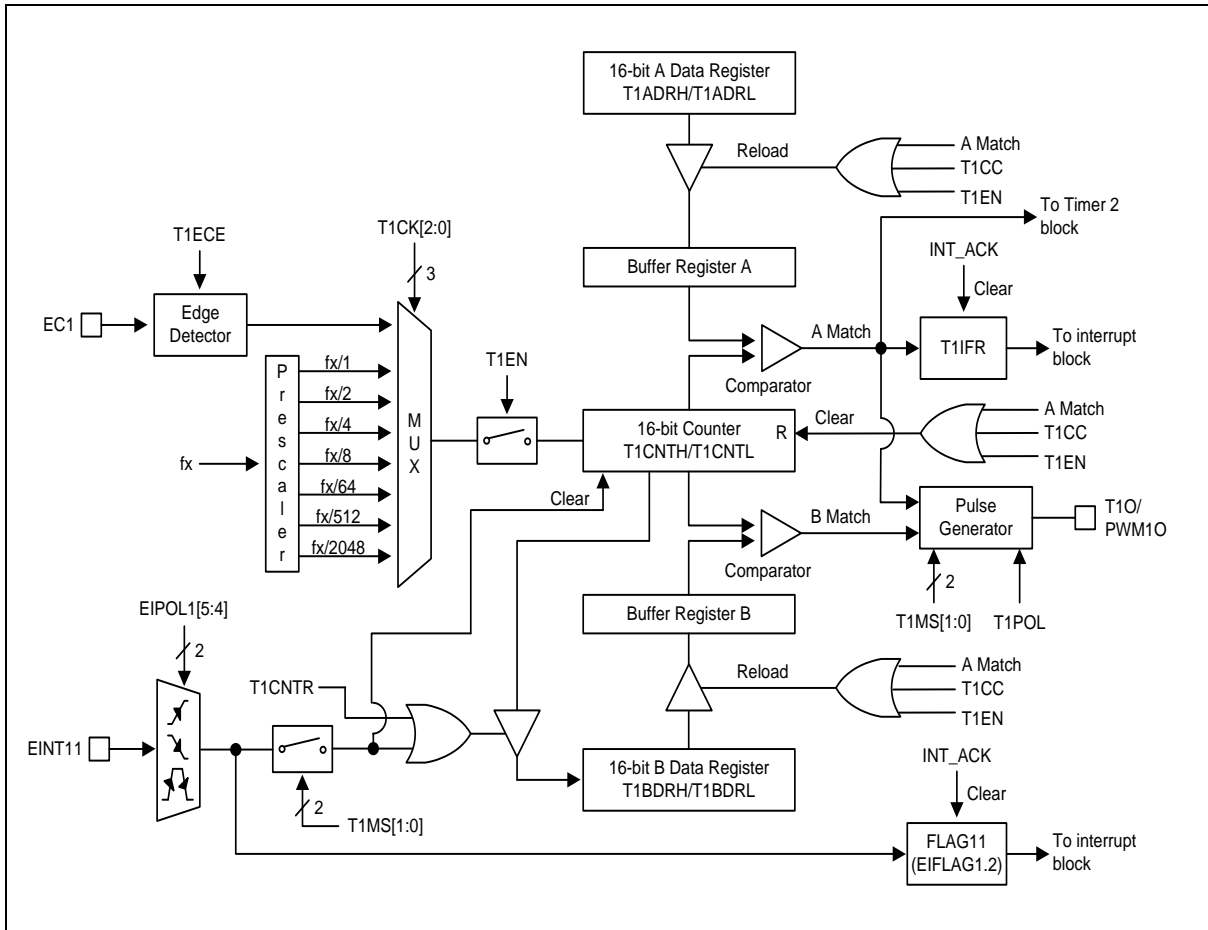 16-bit A Data Register
T1ADRH/T1ADRL
Reload
A Match
T1CC
T1EN
To Timer 2
block
T1ECE
T1CK[2:0]
3
Buffer Register A
INT_ACK
Clear
EC1
Edge
Detector
A Match
T1IFR
To interrupt
block
Comparator
Prescaler
fx/1
fx/2
fx/4
fx/8
fx/64
fx/512
fx/2048
fx
MUX
T1EN
16-bit Counter
T1CNTH/T1CNTL
R
Clear
A Match
T1CC
T1EN
Clear
B Match
Pulse
Generator
T1O/
PWM1O
Comparator
2
T1MS[1:0]
T1POL
EIPOL1[5:4]
2
Buffer Register B
Reload
A Match
T1CC
T1EN
T1CNTR
EINT11
2
T1MS[1:0]
16-bit B Data Register
T1BDRH/T1BDRL
INT_ACK
Clear
FLAG11
(EIFLAG1.2)
To interrupt
block